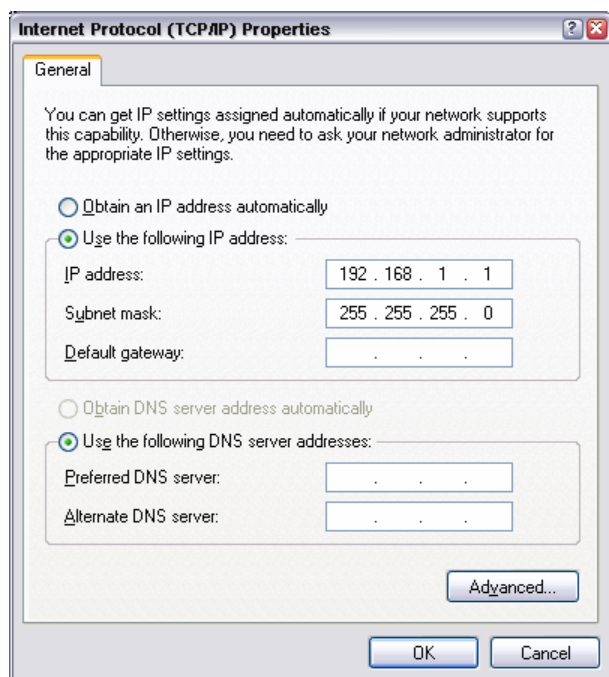 Internet Protocol (TCP/IP) Properties
General
You can get IP settings assigned automatically if your network supports
this capability. Otherwise, you need to ask your network administrator for
the appropriate IP settings.
Obtain an IP address automatically
Use the following IP address:
IP address: 192 . 168 . 1 . 1
Subnet mask: 255 . 255 . 255 . 0
Default gateway: . . .
Obtain DNS server address automatically
Use the following DNS server addresses:
Preferred DNS server: . . .
Alternate DNS server: . . .
Advanced...
OK Cancel